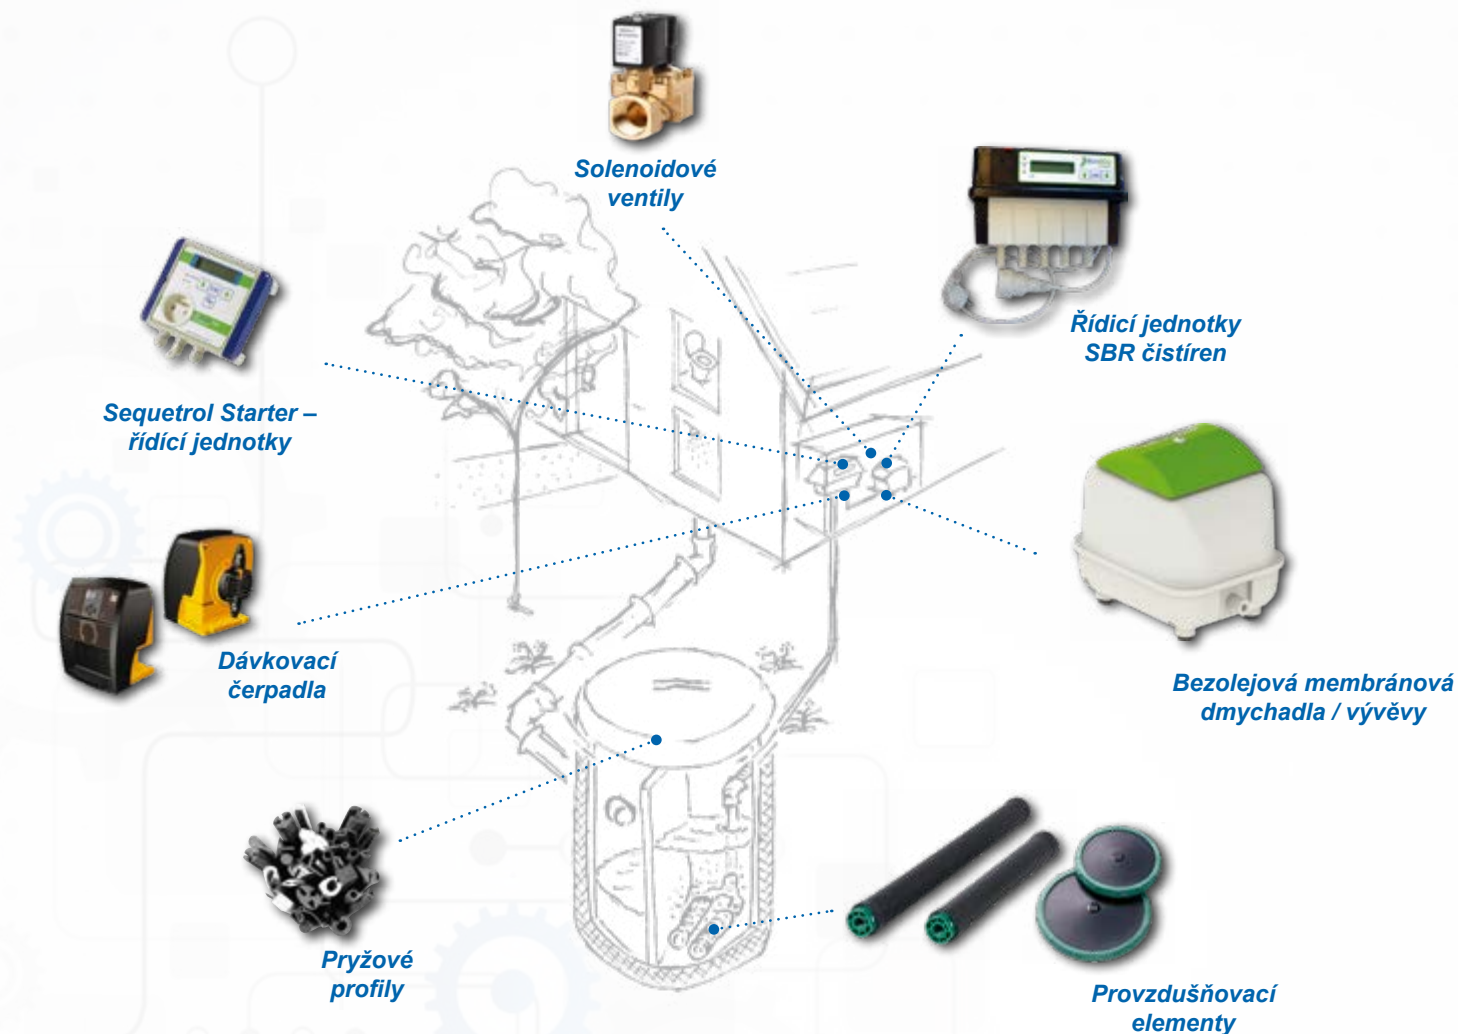 Solenoidové
ventily
Řídicí jednotky
SBR čistíren
Sequetrol Starter –
řídící jednotky
Dávkovací
čerpadla
Bezolejová membránová
dmychadla / vývěvy
Pryžové
profily
Provzdušňovací
elementy